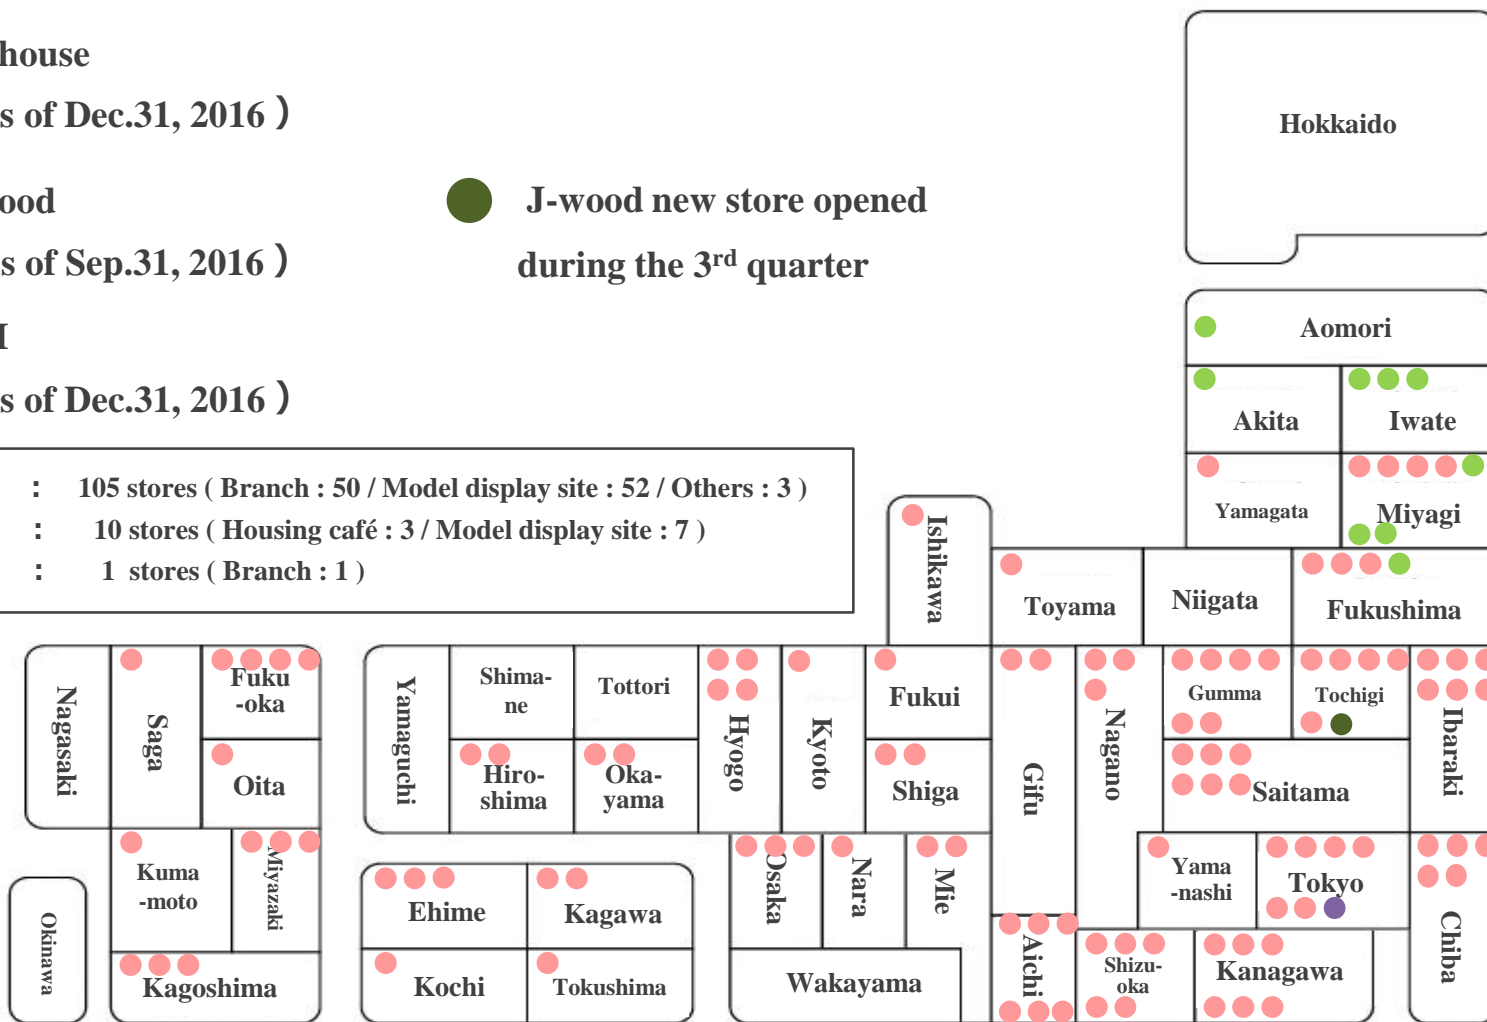 house
s of Dec.31, 2016 )
ood
s of Sep.31, 2016 )
I
s of Dec.31, 2016 )
J-wood new store opened
during the 3rd quarter
: 105 stores ( Branch : 50 / Model display site : 52 / Others : 3 )
: 10 stores ( Housing café : 3 / Model display site : 7 )
: 1 stores ( Branch : 1 )
Hokkaido
Aomori
Akita
Iwate
Yamagata
Miyagi
Ishikawa
Toyama
Niigata
Fukushima
Nagasaki
Saga
Fuku
-oka
Oita
Kuma
-moto
Miyazaki
Okinawa
Kagoshima
Yamaguchi
Shima-
ne
Tottori
Hiro-
shima
Oka-
yama
Hyogo
Kyoto
Fukui
Shiga
Gifu
Nagano
Gumma
Tochigi
Ibaraki
Saitama
Ehime
Kagawa
Kochi
Tokushima
Osaka
Nara
Mie
Wakayama
Aichi
Yama
-nashi
Tokyo
Shizu-
oka
Kanagawa
Chiba